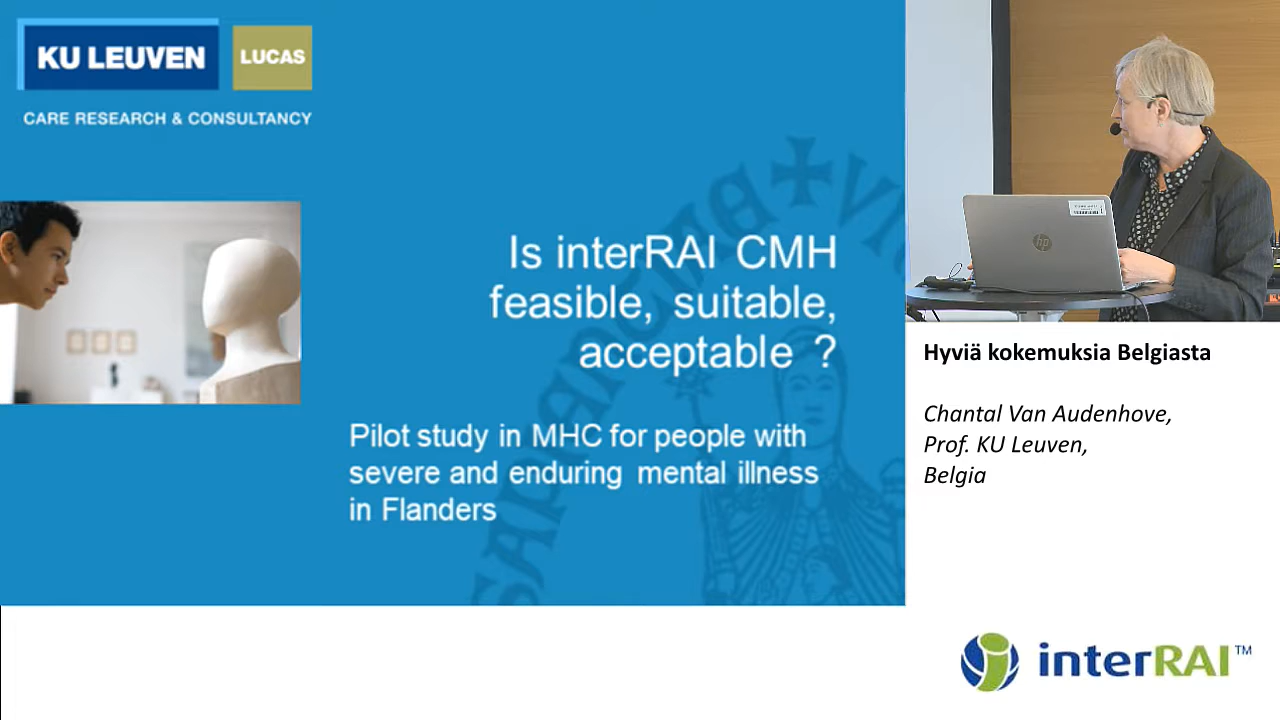 KU LEUVEN
LUCAS
CARE RESEARCH & CONSULTANCY
Is interRAI CMH
feasible, suitable,
acceptable ?
Pilot study in MHC for people with
severe and enduring mental illness
in Flanders
hp
Hyviä kokemuksia Belgiasta
Chantal Van Audenhove,
Prof. KU Leuven,
Belgia
interRAI™